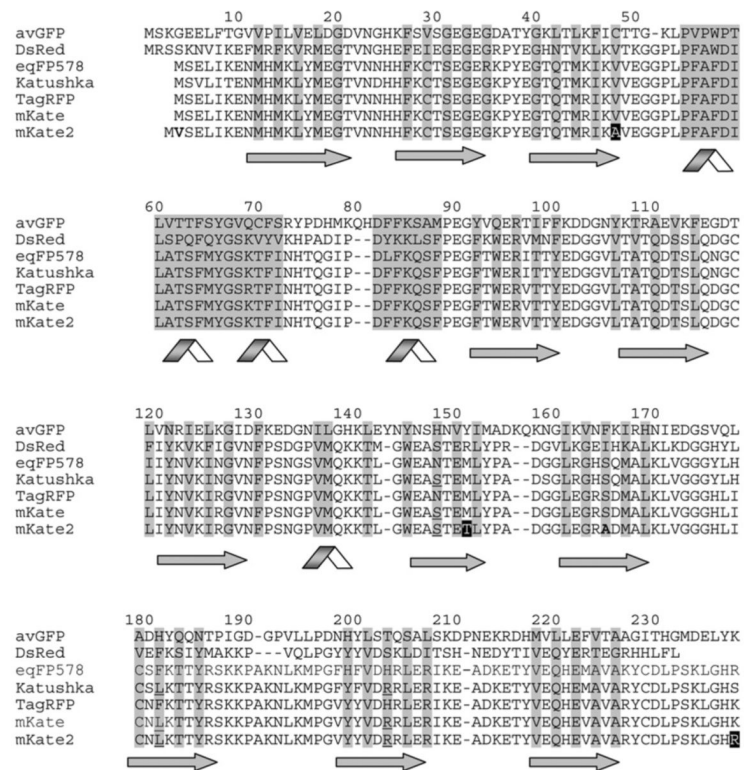 10 20 30 40 50
avGFP MSKGEELFTGVVPILVELDGDVNGHKFSVSGEGEGDATYGKLTLKFICTTG-KLPVPWPT
DsRed MRSSKNVIKEFMRFKVRMEGTVNGHEFEIEGEGEGRPYEGHNTVKLKVTKGGPLPFAWDI
eqFP578 MSELIKENMHMKLYMEGTVNNHHFKCTSEGEGKPYEGTQTMKIKVVEGGPLPFAFDI
Katushka MSVLITENMHMKLYMEGTVNNHHFKCTSEGEGKPYEGTQTMRIKVVEGGPLPFAFDI
TagRFP MSELIKENMHMKLYMEGTVNNHHFKCTSEGEGKPYEGTQTMRIKVVEGGPLPFAFDI
mKate MSELIKENMHMKLYMEGTVNNHHFKCTSEGEGKPYEGTQTMRIKVVEGGPLPFAFDI
mKate2 MVSELIKENMHMKLYMEGTVNNHHFKCTSEGEGKPYEGTQTMRIKAVEGGPLPFAFDI
60 70 80 90 100 110
avGFP LVTTFSYGVQCFSRYPDHMKQHDFFKSAMPEGYVQERTIFFKDDGNYKTRAEVKFEGDT
DsRed LSPQFQYGSKVYVKHPADIP--DYKKLSFPEGFKWERVMNFEDGGVVTVTQDSSLQDGC
eqFP578 LATSFMYGSKTFINHTQGIP--DLFKQSFPEGFTWERITTYEDGGVLTATQDTSLQNGC
Katushka LATSFMYGSKTFINHTQGIP--DFFKQSFPEGFTWERITTYEDGGVLTATQDTSLQNGC
TagRFP LATSFMYGSRTFINHTQGIP--DFFKQSFPEGFTWERVTTYEDGGVLTATQDTSLQDGC
mKate LATSFMYGSKTFINHTQGIP--DFFKQSFPEGFTWERVTTYEDGGVLTATQDTSLQDGC
mKate2 LATSFMYGSKTFINHTQGIP--DFFKQSFPEGFTWERVTTYEDGGVLTATQDTSLQDGC
120 130 140 150 160 170
avGFP LVNRIELKGIDFKEDGNILGHKLEYNYNSHNVYIMADKQKNGIKVNFKIRHNIEDGSVQL
DsRed FIYKVKFIGVNFPSDGPVMQKKTM-GWEASTERLYPR--DGVLKGEIHKALKLKDGGHYL
eqFP578 IIYNVKINGVNFPSNGSVMQKKTL-GWEANTEMLYPA--DGGLRGHSQMALKLVGGGYLH
Katushka LIYNVKINGVNFPSNGPVMQKKTL-GWEASTEMLYPA--DSGLRGHSQMALKLVGGGYLH
TagRFP LIYNVKIRGVNFPSNGPVMQKKTL-GWEANTEMLYPA--DGGLEGRSDMALKLVGGGHLI
mKate LIYNVKIRGVNFPSNGPVMQKKTL-GWEASTEMLYPA--DGGLEGRSDMALKLVGGGHLI
mKate2 LIYNVKIRGVNFPSNGPVMQKKTL-GWEASTETLYPA--DGGLEGRADMALKLVGGGHLI
180 190 200 210 220 230
avGFP ADHYQQNTPIGD-GPVLLPDNHYLSTQSALSKDPNEKRDHMVLLEFVTAAGITHGMDELYK
DsRed VEFKSIYMAKKP---VQLPGYYYVDSKLDITSH-NEDYTIVEQYERTEGRHHLFL
eqFP578 CSFKTTYRSKKPAKNLKMPGFHFVDHRLERIKE-ADKETYVEQHEMAVAKYCDLPSKLGHR
Katushka CSLKTTYRSKKPAKNLKMPGFYFVDRRLERIKE-ADKETYVEQHEMAVARYCDLPSKLGHS
TagRFP CNFKTTYRSKKPAKNLKMPGVYYVDHRLERIKE-ADKETYVEQHEVAVARYCDLPSKLGHK
mKate CNLKTTYRSKKPAKNLKMPGVYYVDRRLERIKE-ADKETYVEQHEVAVARYCDLPSKLGHK
mKate2 CNLKTTYRSKKPAKNLKMPGVYYVDRRLERIKE-ADKETYVEQHEVAVARYCDLPSKLGHR